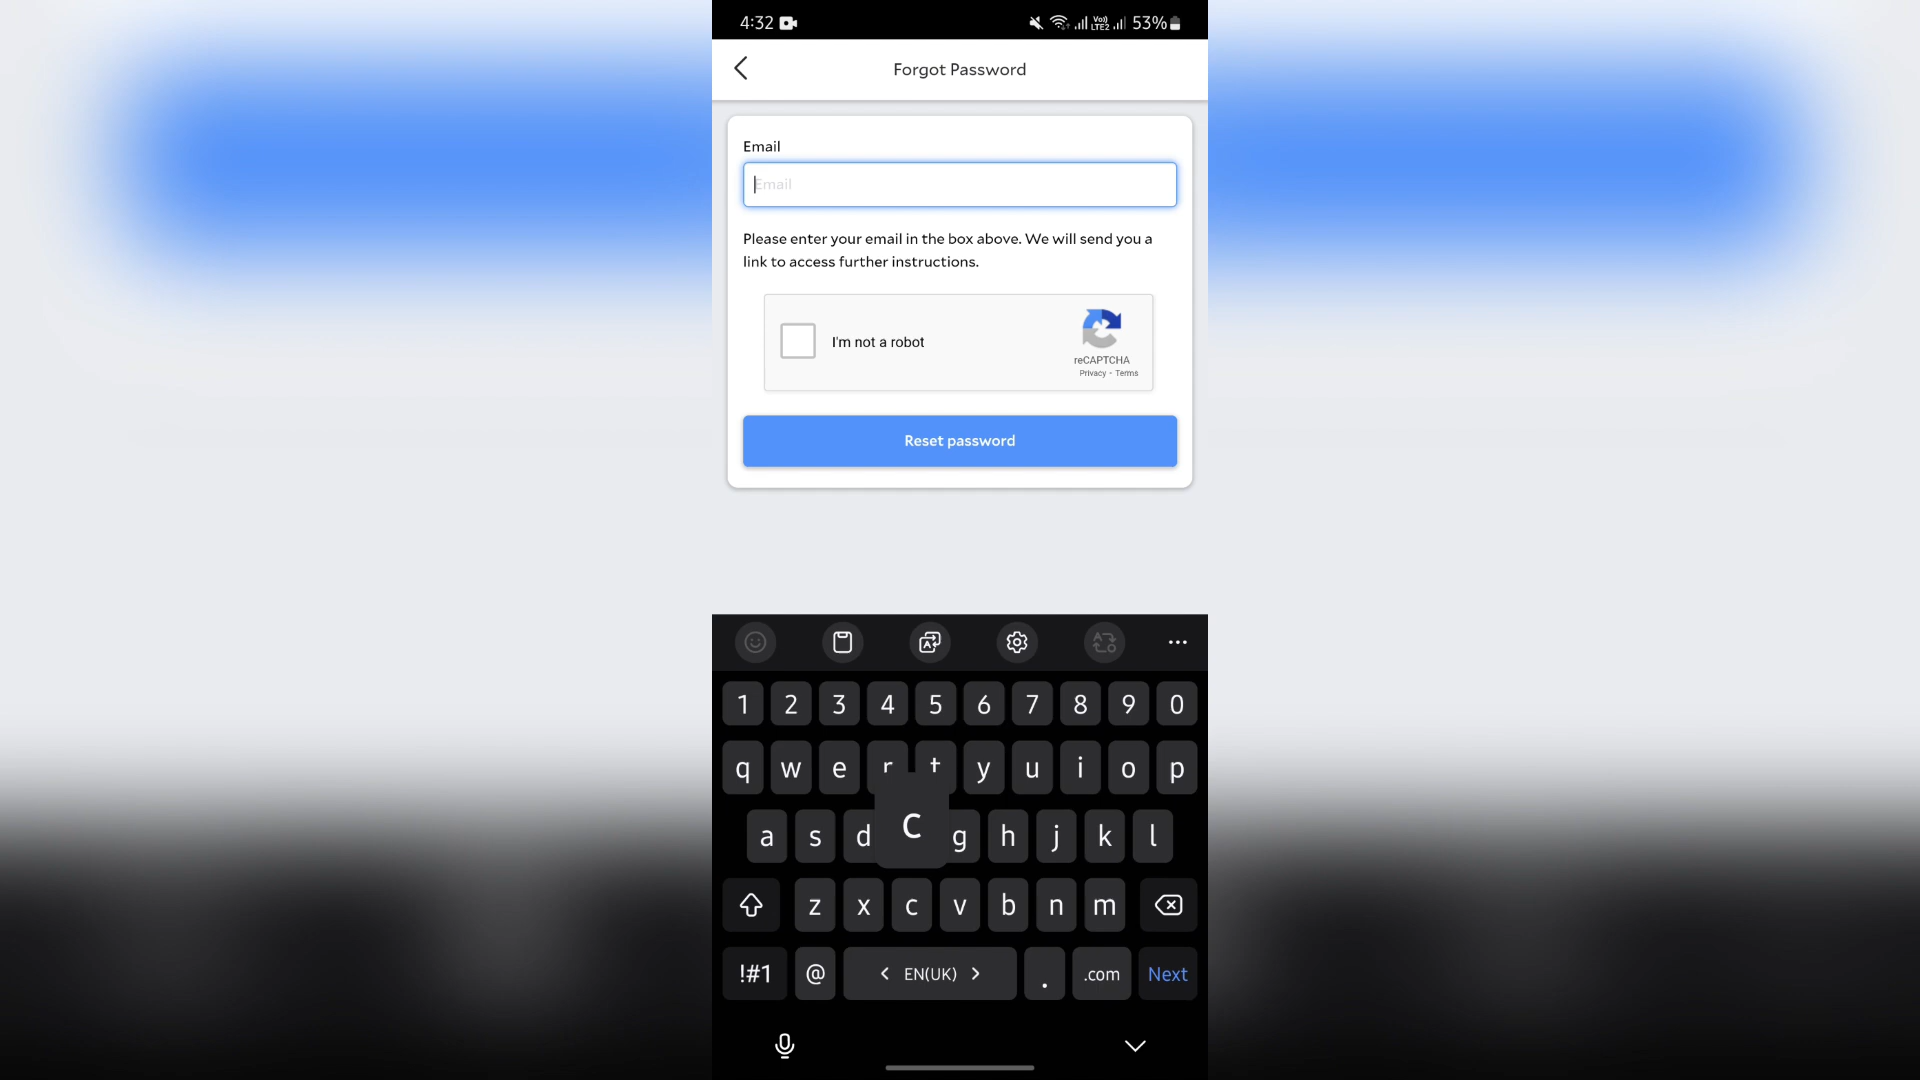 4:32
Vo)) LTE2 53%
Forgot Password
Email
Email
Please enter your email in the box above. We will send you a
link to access further instructions.
I'm not a robot
reCAPTCHA
Privacy - Terms
Reset password
1 2 3 4 5 6 7 8 9 0
q w e r t y u i o p
a s d c g h j k l
z x c v b n m
!#1 @ < EN(UK) > . .com Next